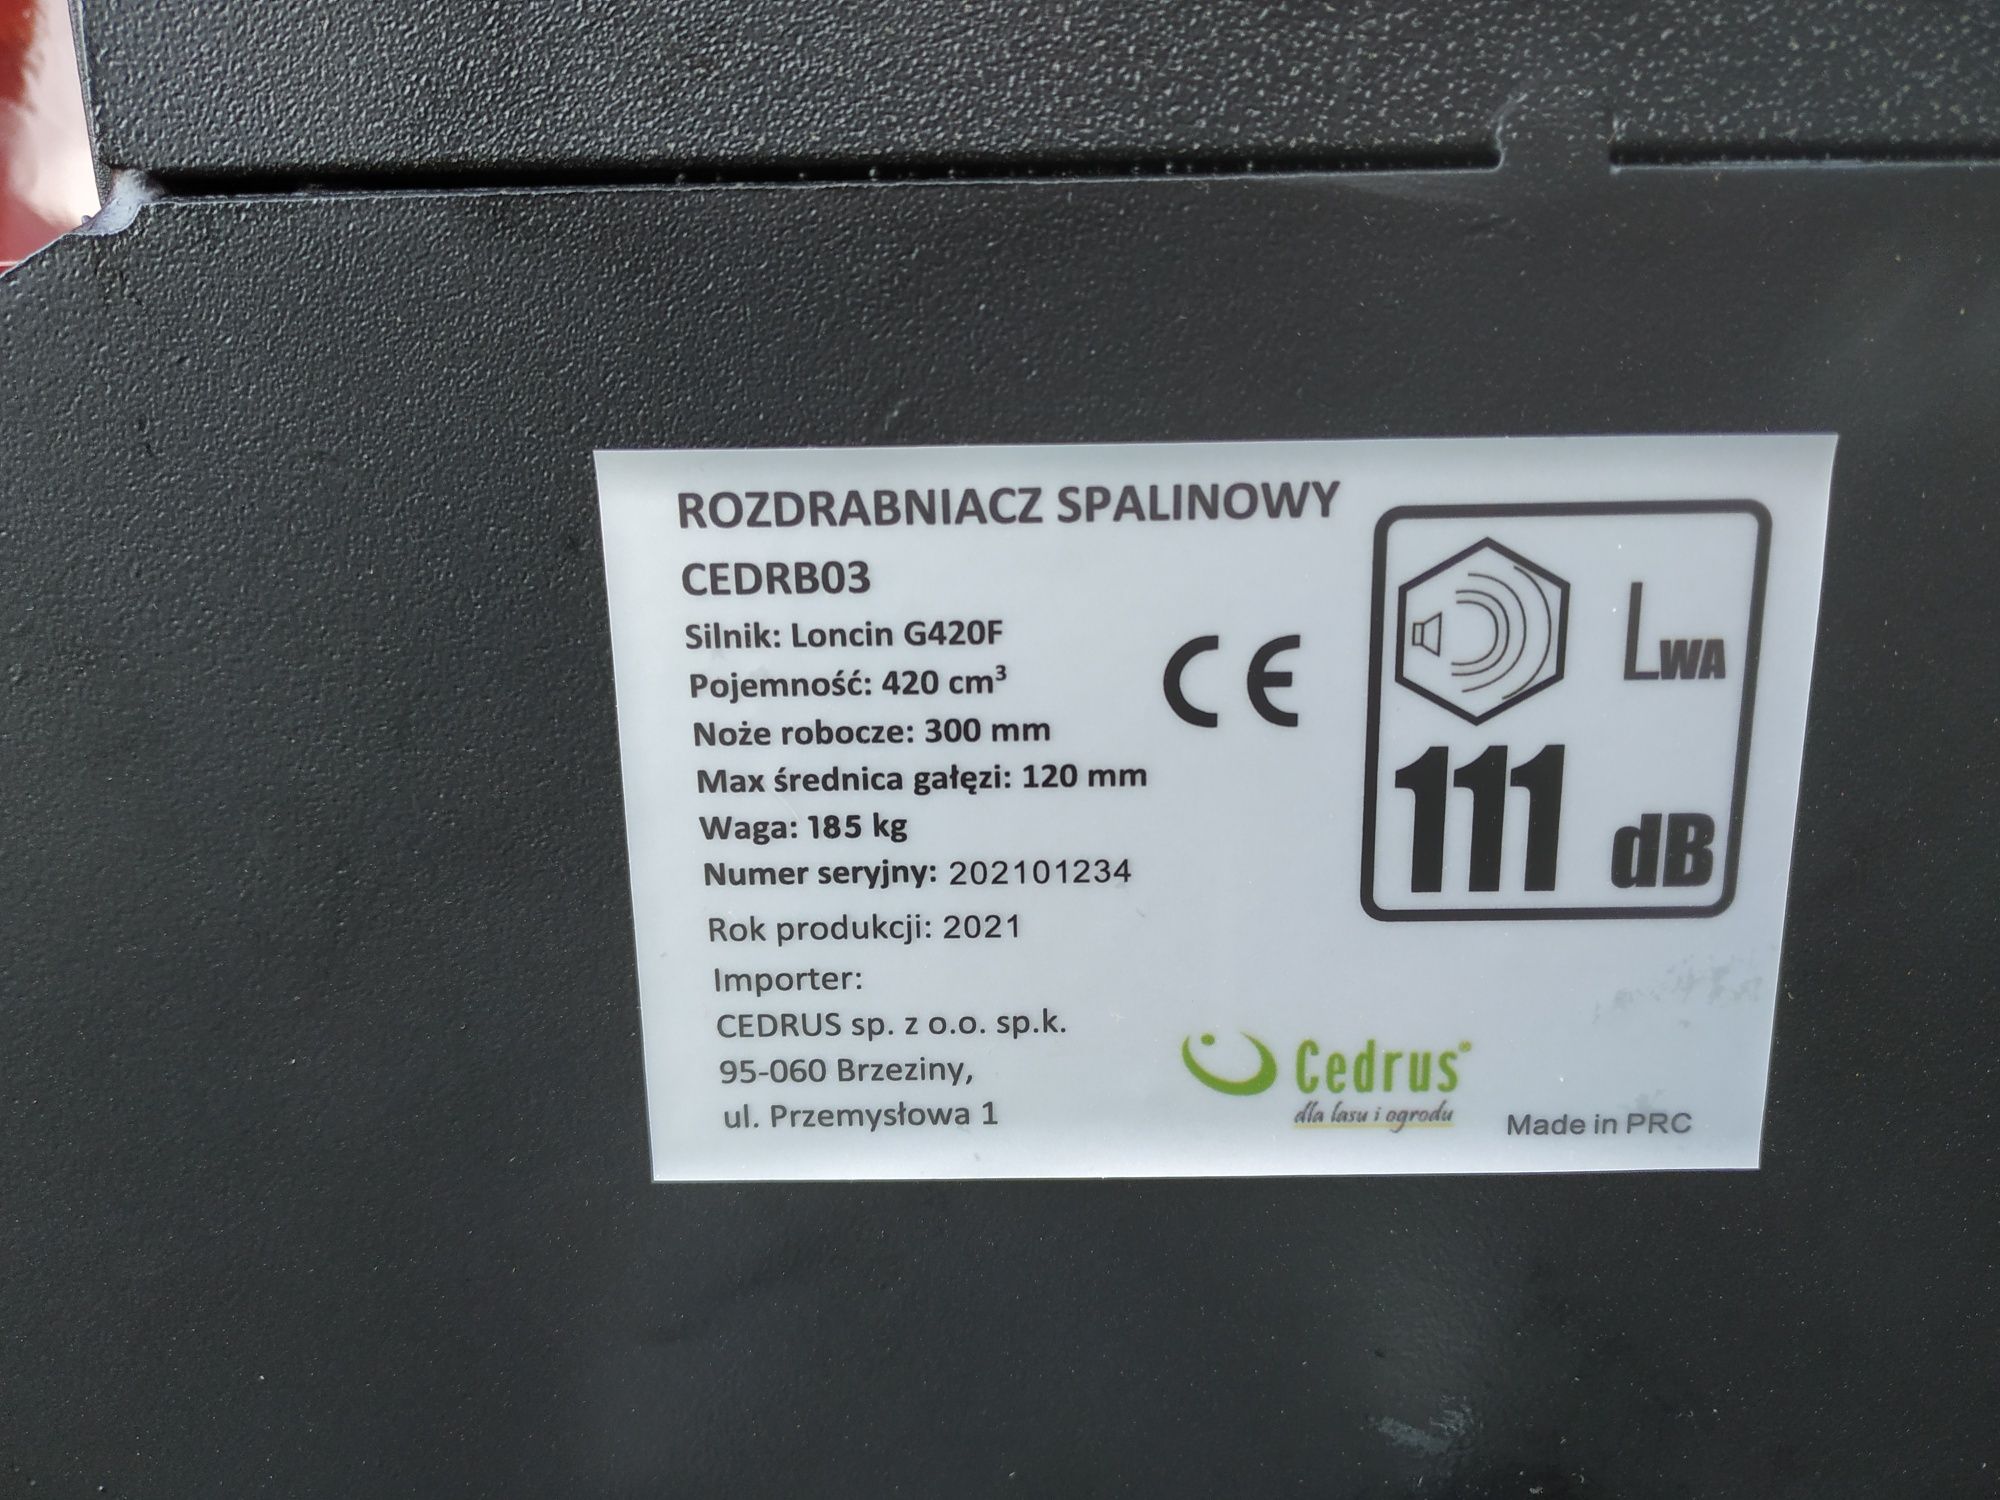 ROZDRABNIACZ SPALINOWY
CEDRB03
Silnik: Loncin G420F
Pojemność: 420 cm³
Noże robocze: 300 mm
Max średnica gałęzi: 120 mm
Waga: 185 kg
Numer seryjny: 202101234
Rok produkcji: 2021
Importer:
CEDRUS sp. z o.o. sp.k.
95-060 Brzeziny,
ul. Przemysłowa 1
CE
LWA
111 dB
Cedrus®
dla lasu i ogrodu
Made in PRC